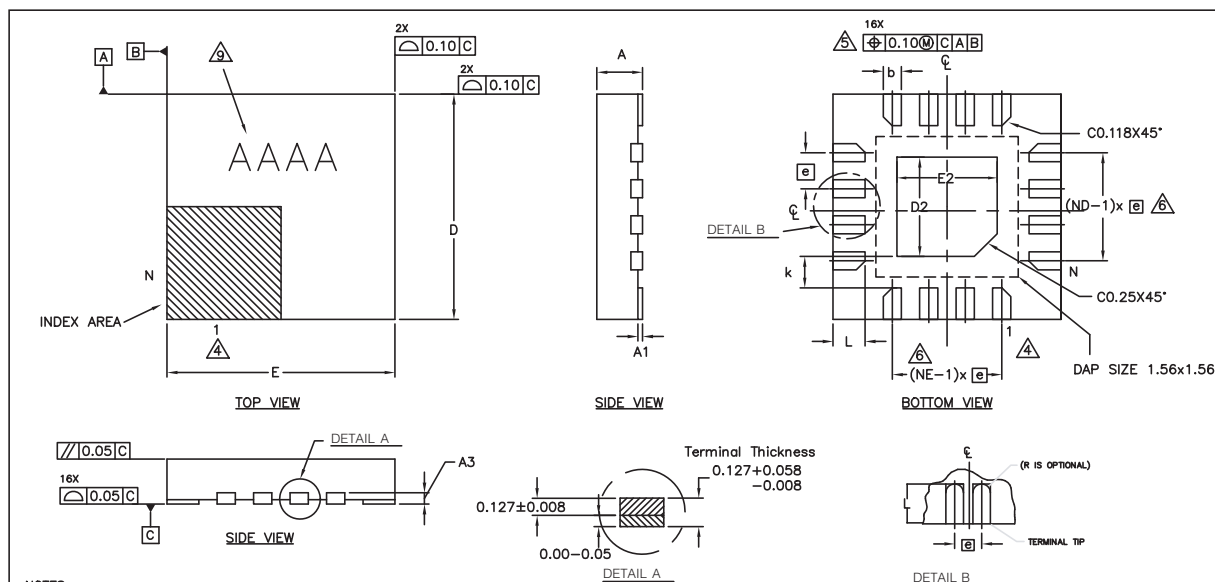 2X
0.10 C
2X
0.10 C
B
A
9
AAAA
D
N
INDEX AREA
1
4
E
TOP VIEW
A
A1
SIDE VIEW
16X
5
0.10 M C A B
b
C0.118X45°
e
E2
D2
(ND-1)x e
6
DETAIL B
k
N
C0.25X45°
L
6
1
4
(NE-1)x e
DAP SIZE 1.56x1.56
BOTTOM VIEW
// 0.05 C
16X
0.05 C
C
DETAIL A
A3
SIDE VIEW
Terminal Thickness
0.127+0.058
-0.008
0.127±0.008
0.00-0.05
DETAIL A
(R IS OPTIONAL)
L
e
TERMINAL TIP
DETAIL B